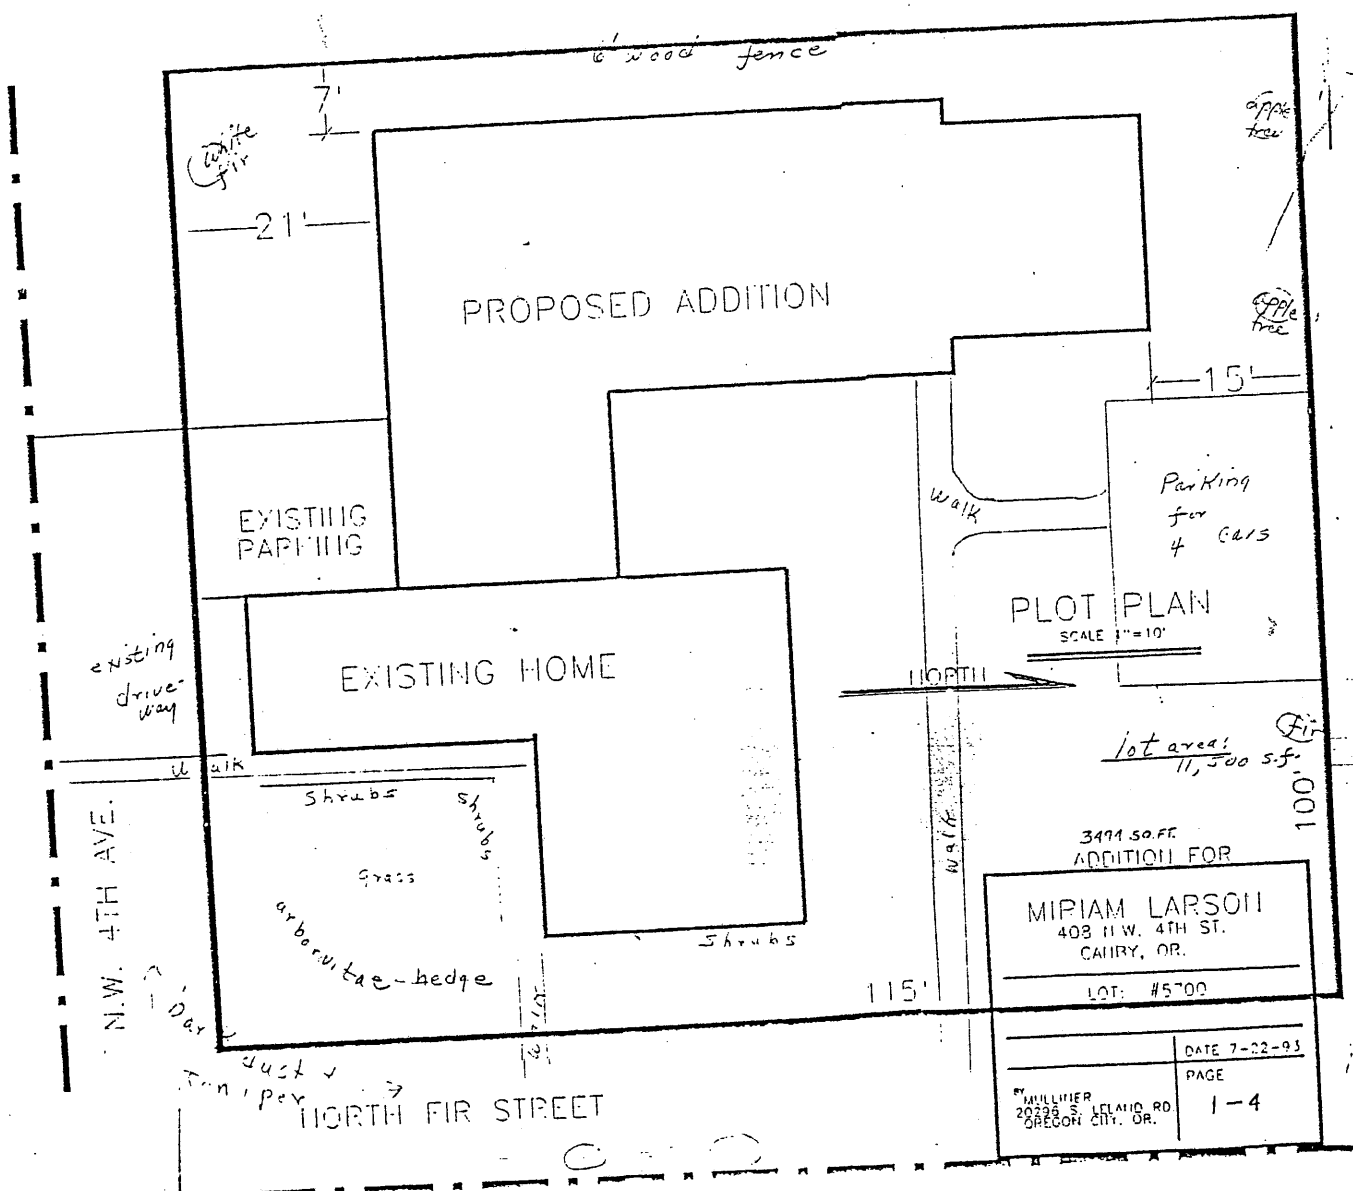 6' wood fence
7'
white
fir
apple
tree
21'
PROPOSED ADDITION
apple
tree
15'
EXISTING
PARKING
walk
Parking
for
4 cars
PLOT PLAN
SCALE 1"=10'
NORTH
existing
drive-
way
EXISTING HOME
fir
lot area:
11,500 s.f.
100'
walk
shrubs
shrubs
grass
arborvitae-hedge
shrubs
walk
walk
N.W. 4TH AVE.
115'
3494 SQ.FT.
ADDITION FOR
MIRIAM LARSON
408 N.W. 4TH ST.
CANBY, OR.
LOT: #5700
DATE 7-22-93
PAGE
1-4
BY
MULLINER
20296 S. LELAND RD.
OREGON CITY, OR.
Juniper
NORTH FIR STREET